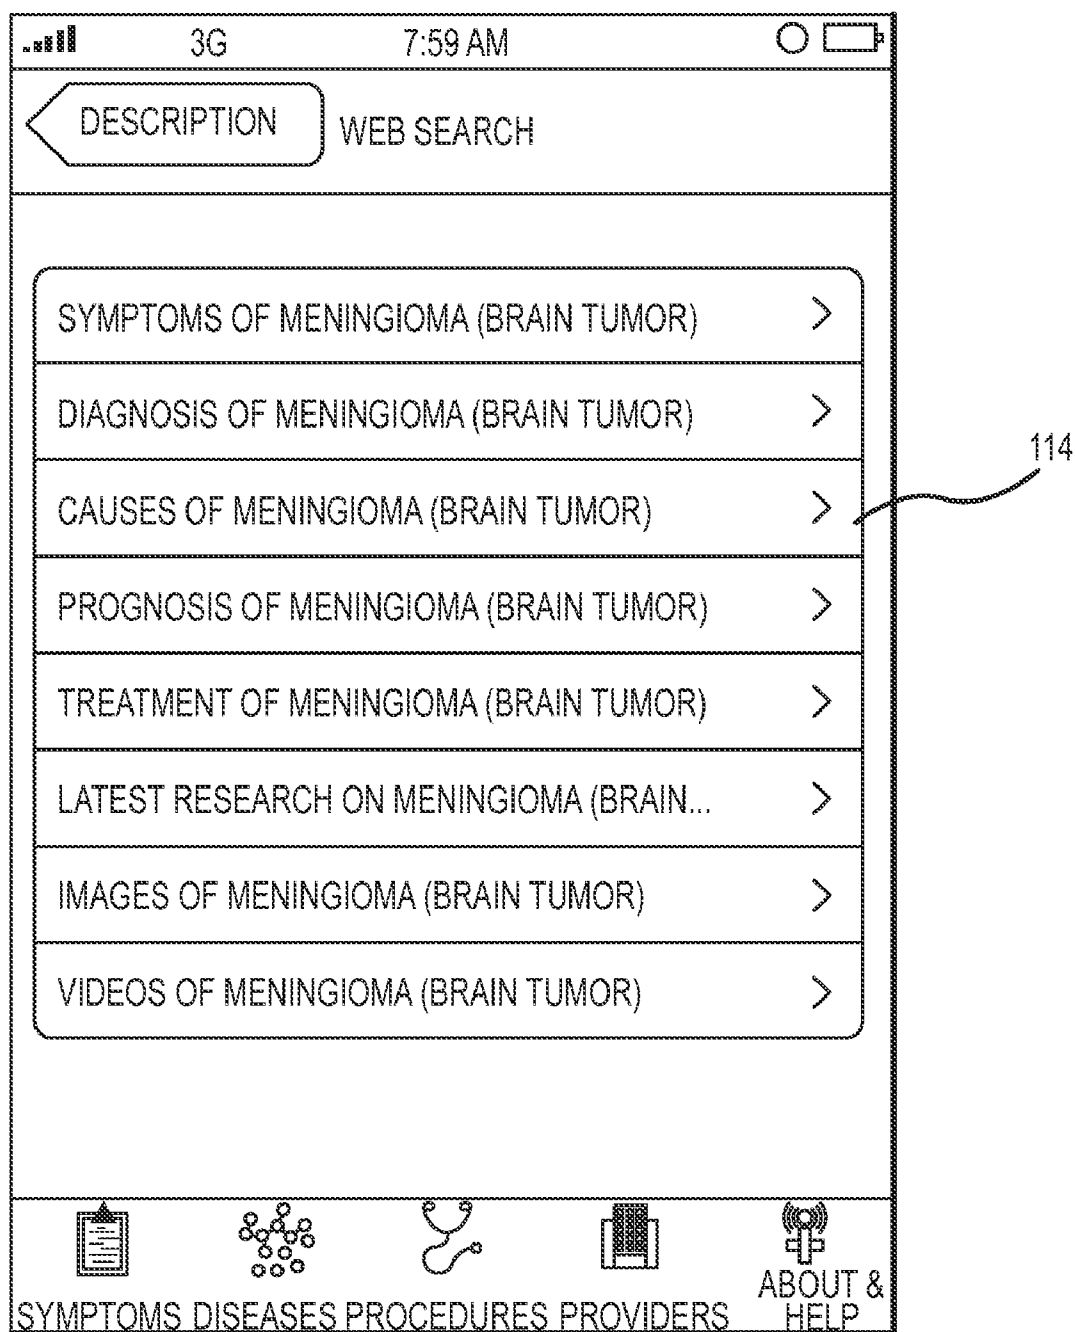 3G 7:59 AM
DESCRIPTION WEB SEARCH
SYMPTOMS OF MENINGIOMA (BRAIN TUMOR)
DIAGNOSIS OF MENINGIOMA (BRAIN TUMOR)
114
CAUSES OF MENINGIOMA (BRAIN TUMOR)
PROGNOSIS OF MENINGIOMA (BRAIN TUMOR)
TREATMENT OF MENINGIOMA (BRAIN TUMOR)
LATEST RESEARCH ON MENINGIOMA (BRAIN...
IMAGES OF MENINGIOMA (BRAIN TUMOR)
VIDEOS OF MENINGIOMA (BRAIN TUMOR)
SYMPTOMS DISEASES PROCEDURES PROVIDERS
ABOUT &
HELP